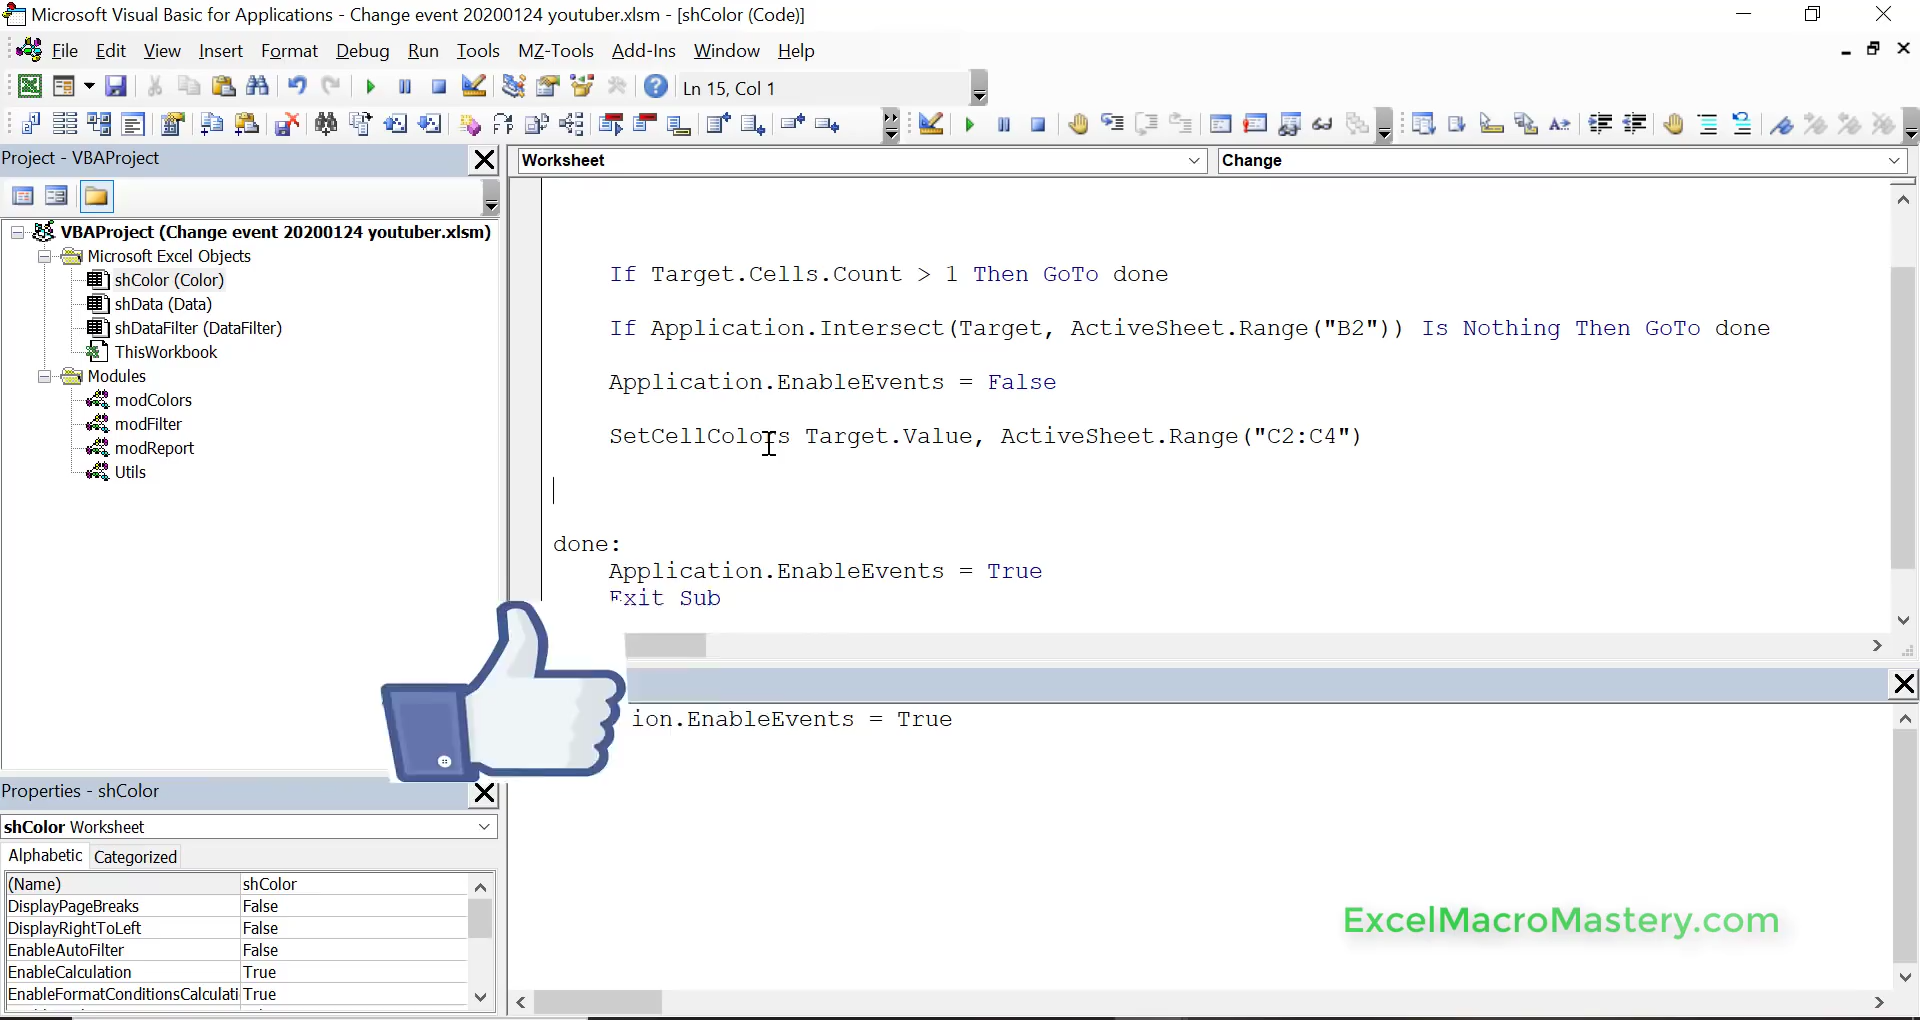 Microsoft Visual Basic for Applications - Change event 20200124 youtuber.xlsm - [shColor (Code)]
File Edit View Insert Format Debug Run Tools MZ-Tools Add-Ins Window Help
Ln 15, Col 1
Project - VBAProject
Worksheet
Change
VBAProject (Change event 20200124 youtuber.xlsm)
Microsoft Excel Objects
shColor (Color)
shData (Data)
shDataFilter (DataFilter)
ThisWorkbook
Modules
modColors
modFilter
modReport
Utils
If Target.Cells.Count > 1 Then GoTo done
If Application.Intersect(Target, ActiveSheet.Range("B2")) Is Nothing Then GoTo done
Application.EnableEvents = False
SetCellColors Target.Value, ActiveSheet.Range("C2:C4")
done:
Application.EnableEvents = True
Exit Sub
ion.EnableEvents = True
Properties - shColor
shColor Worksheet
Alphabetic Categorized
(Name) shColor
DisplayPageBreaks False
DisplayRightToLeft False
EnableAutoFilter False
EnableCalculation True
EnableFormatConditionsCalculati True
ExcelMacroMastery.com